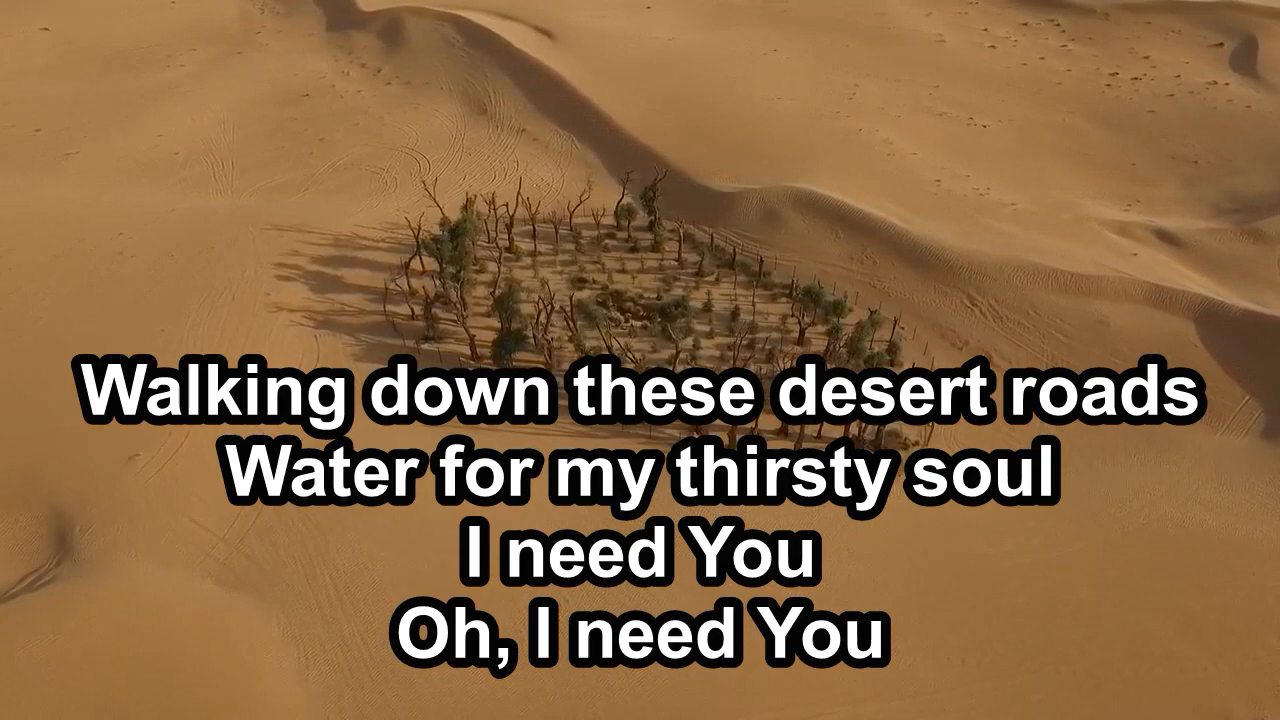 Walking down these desert roads
Water for my thirsty soul
I need You
Oh, I need You